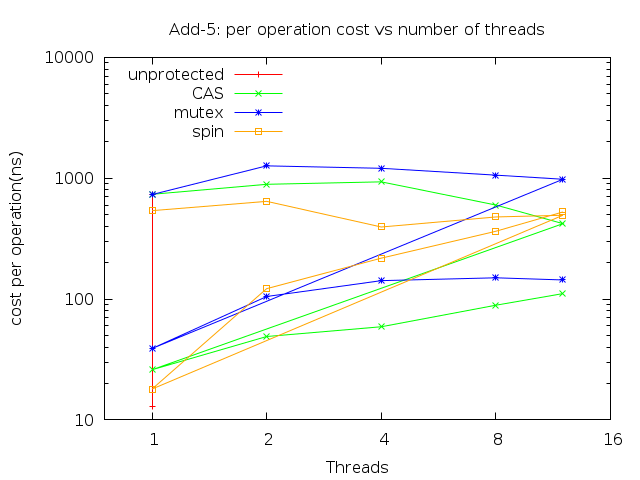 Add-5: per operation cost vs number of threads
10000
1000
100
10
cost per operation(ns)
unprotected
CAS
mutex
spin
1 2 4 8 16
Threads